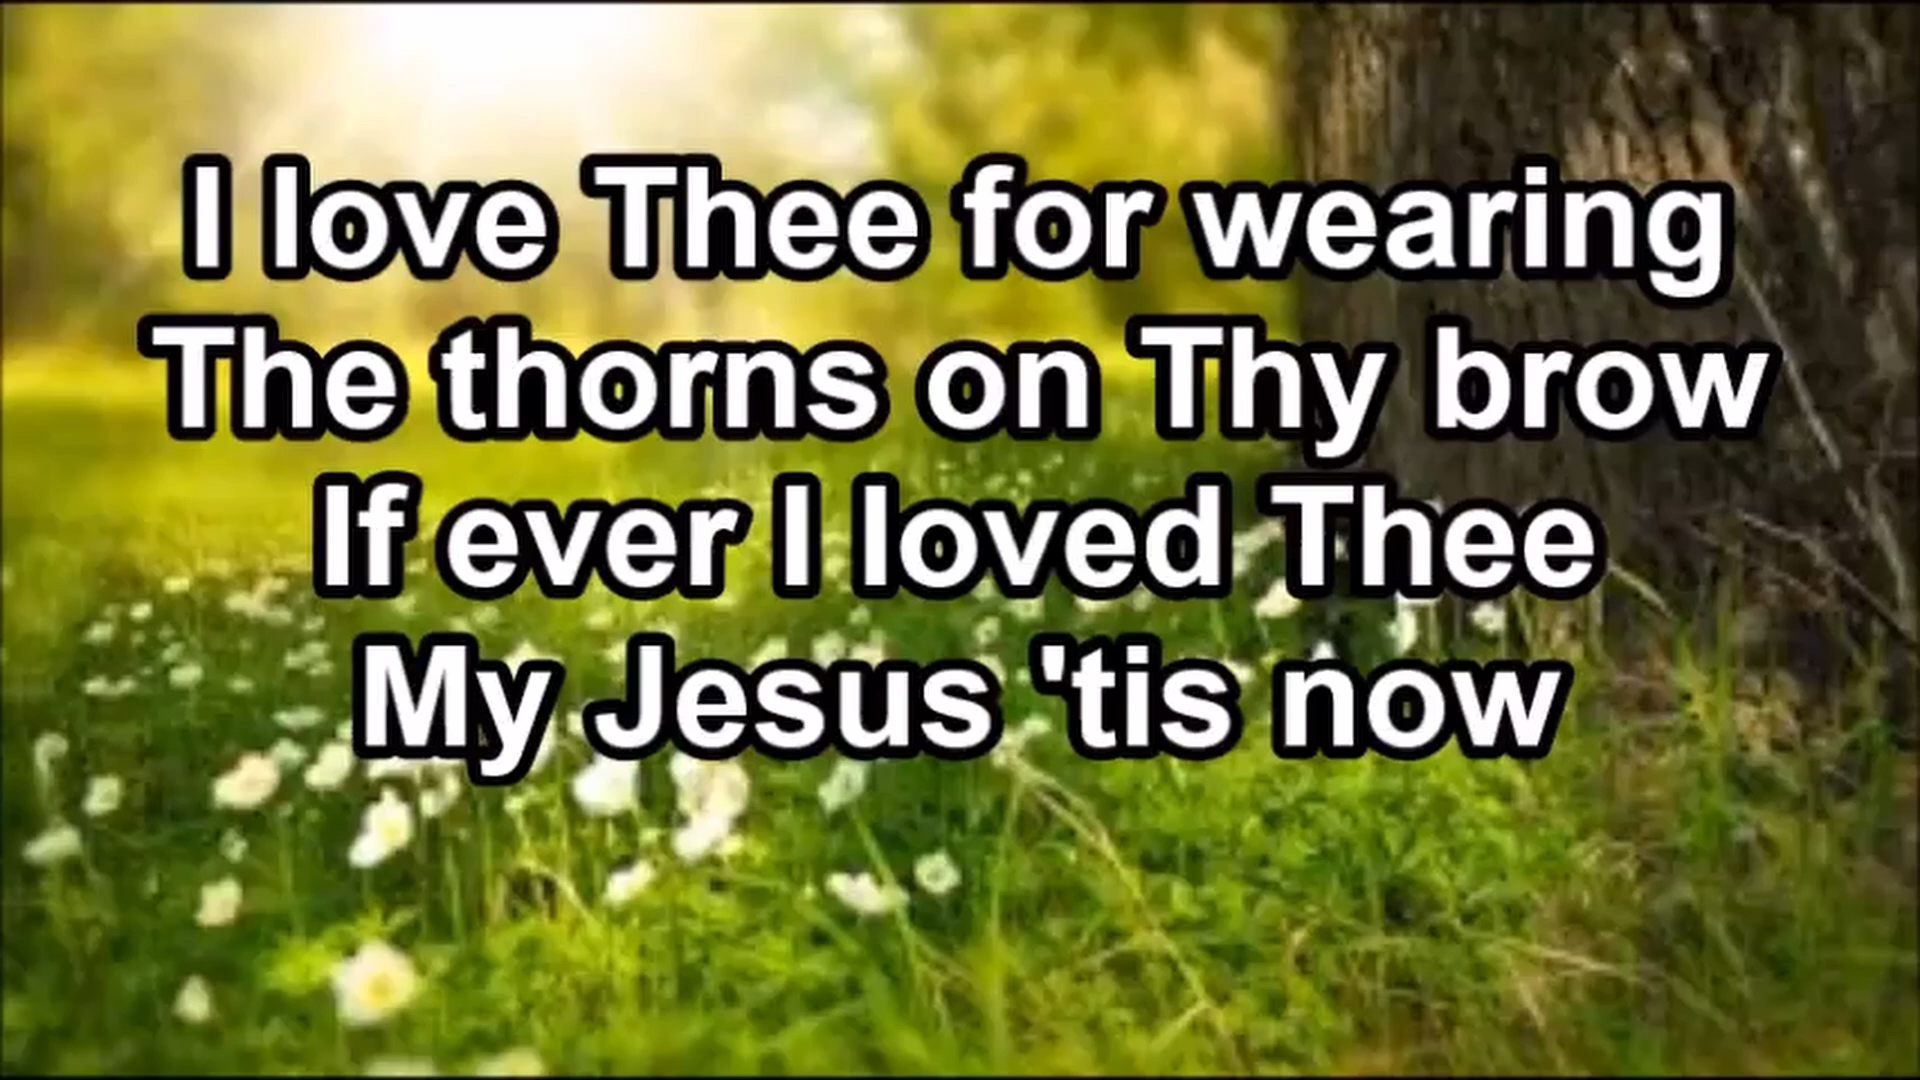 I love Thee for wearing
The thorns on Thy brow
If ever I loved Thee
My Jesus 'tis now